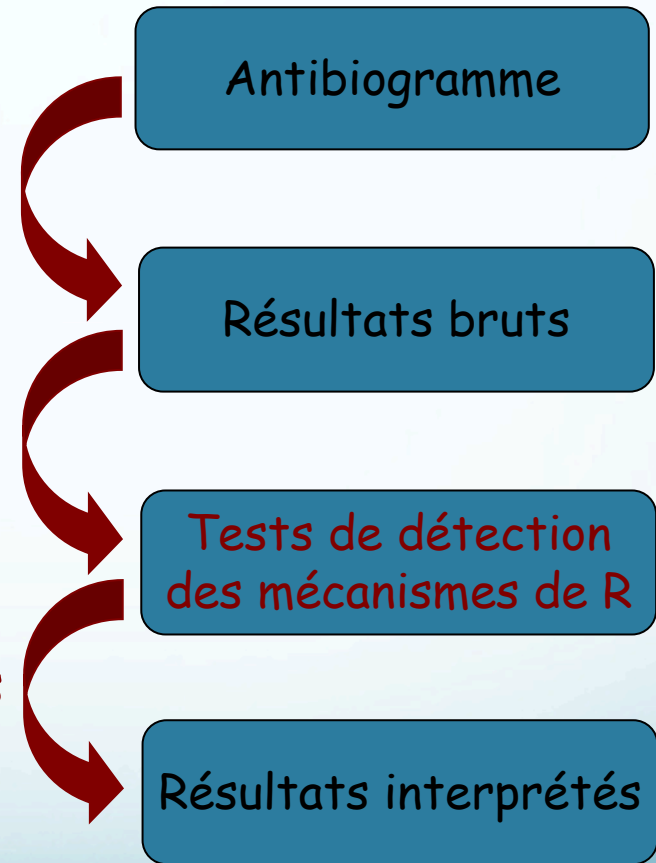 Antibiogramme
Résultats bruts
Tests de détection
des mécanismes de R
Résultats interprétés